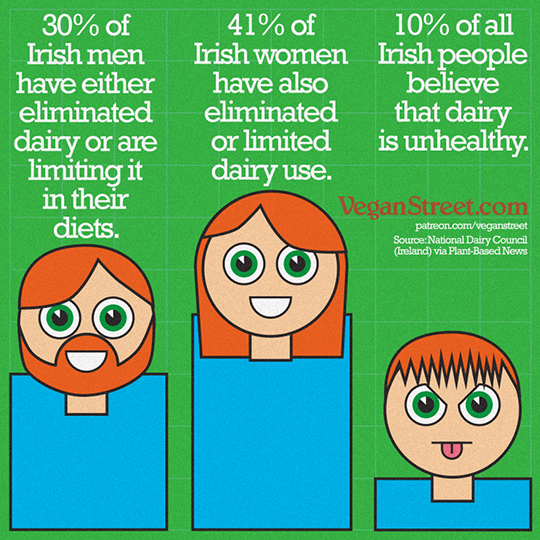 30% of
Irish men
have either
eliminated
dairy or are
limiting it
in their
diets.
41% of
Irish women
have also
eliminated
or limited
dairy use.
10% of all
Irish people
believe
that dairy
is unhealthy.
VeganStreet.com
patreon.com/veganstreet
Source: National Dairy Council
(Ireland) via Plant-Based News